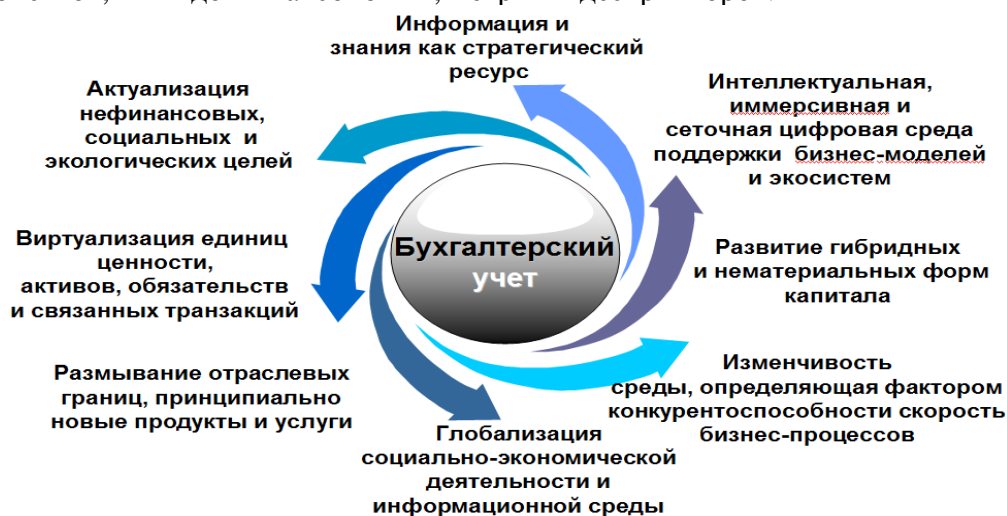 Информация и
знания как стратегический
ресурс
Интеллектуальная,
иммерсивная и
сеточная цифровая среда
поддержки бизнес-моделей
и экосистем
Развитие гибридных
и нематериальных форм
капитала
Изменчивость
среды, определяющая фактором
конкурентоспособности скорость
бизнес-процессов
Глобализация
социально-экономической
деятельности и
информационной среды
Размывание отраслевых
границ, принципиально
новые продукты и услуги
Виртуализация единиц
ценности,
активов, обязательств
и связанных транзакций
Актуализация
нефинансовых,
социальных и
экологических целей
Бухгалтерский
учет